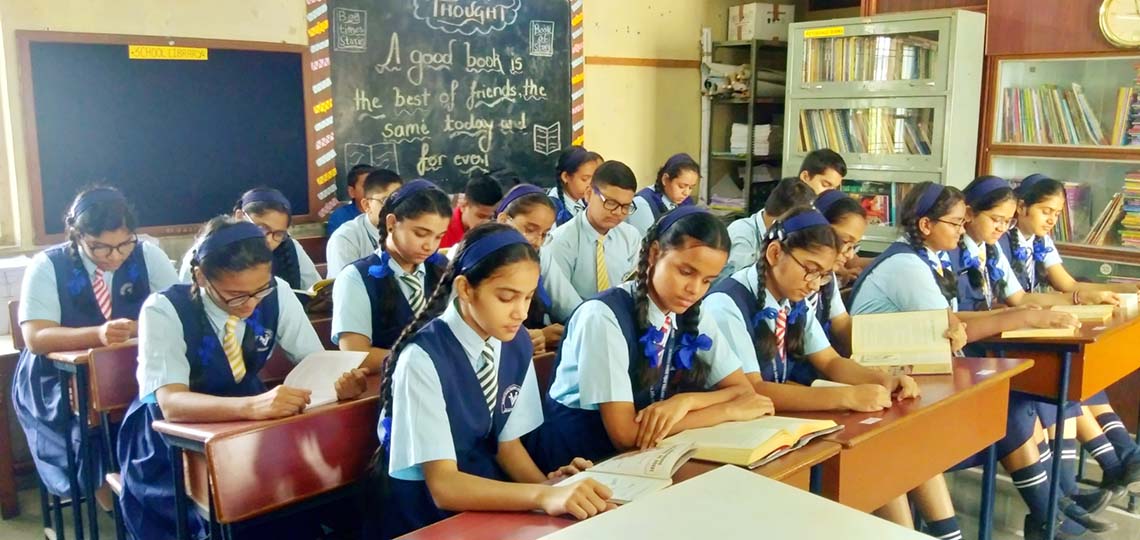 SCHOOL LIBRARY
THOUGHT
A good book is
the best of friends, the
same today and
for ever